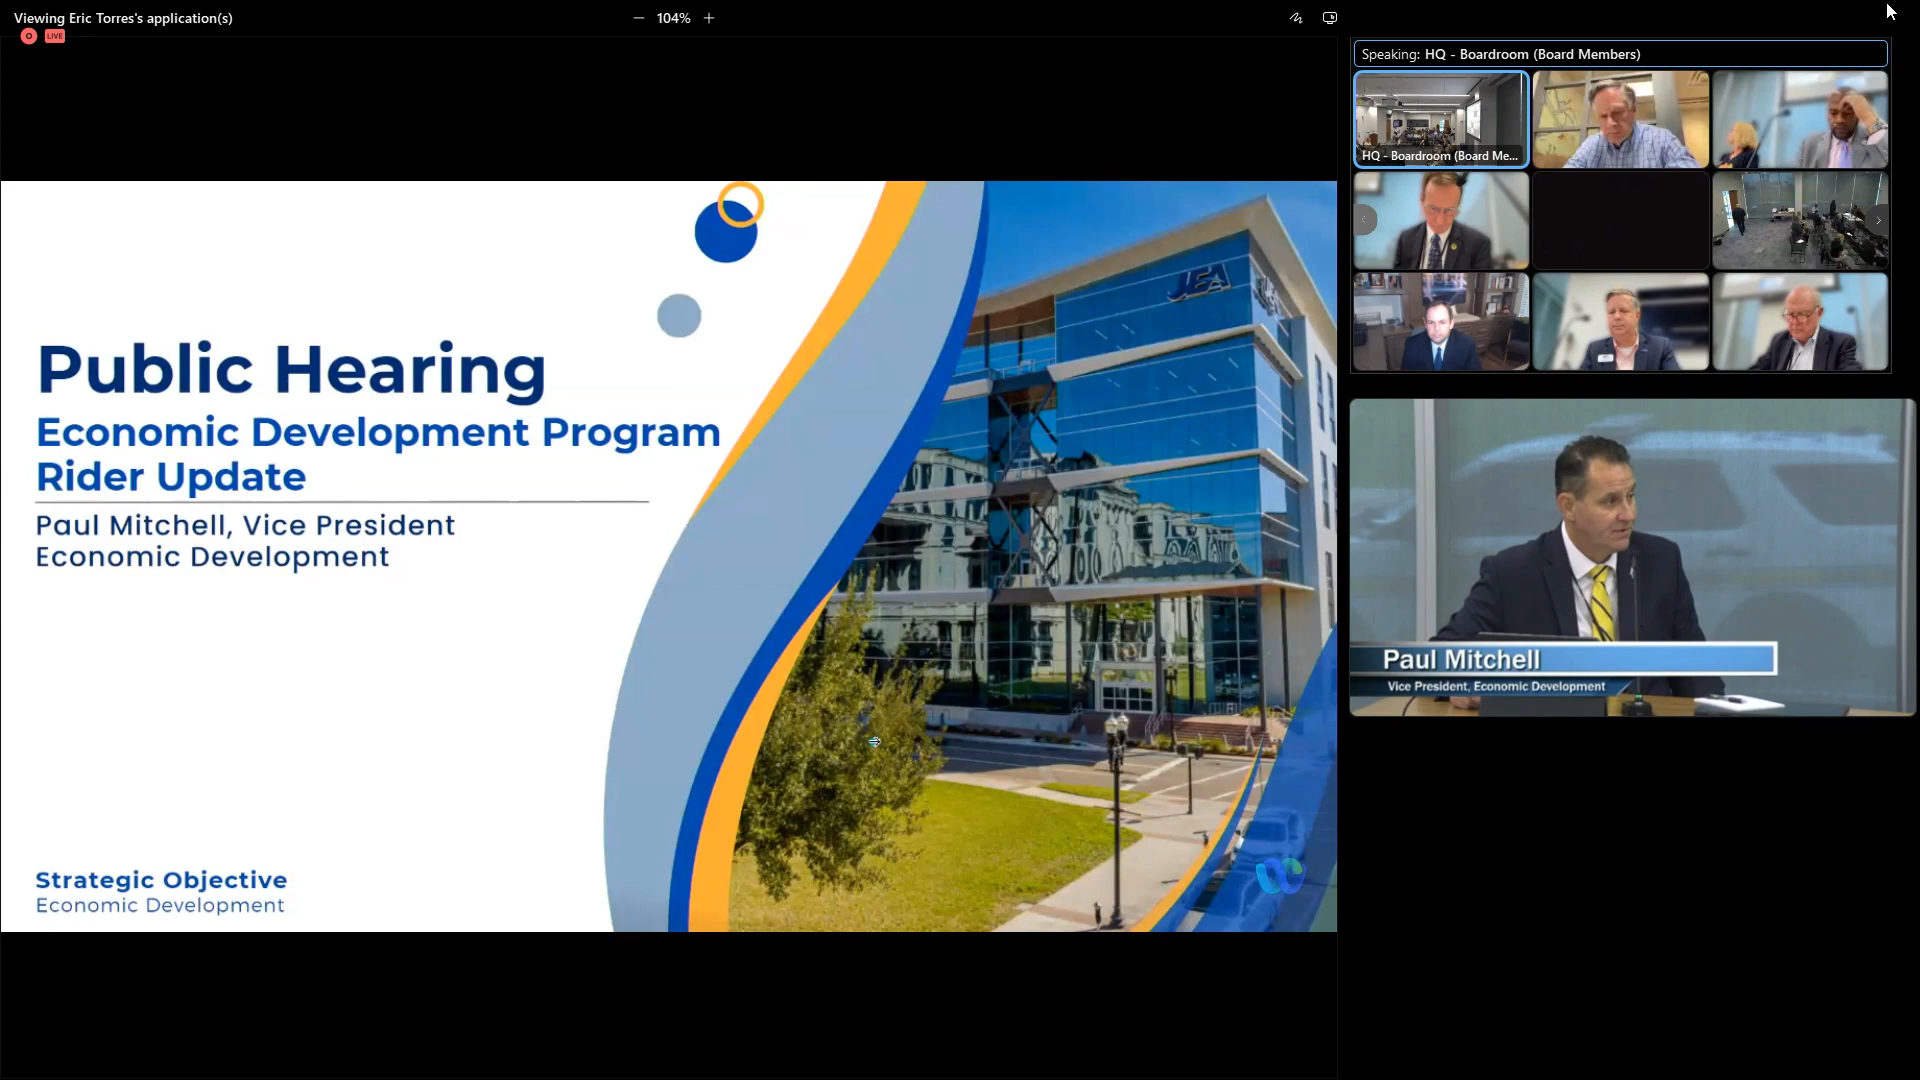 Viewing Eric Torres's application(s)
104%
LIVE
Speaking: HQ - Boardroom (Board Members)
HQ - Boardroom (Board Me...
JEA
Public Hearing
Economic Development Program
Rider Update
Paul Mitchell, Vice President
Economic Development
Strategic Objective
Economic Development
Paul Mitchell
Vice President, Economic Development